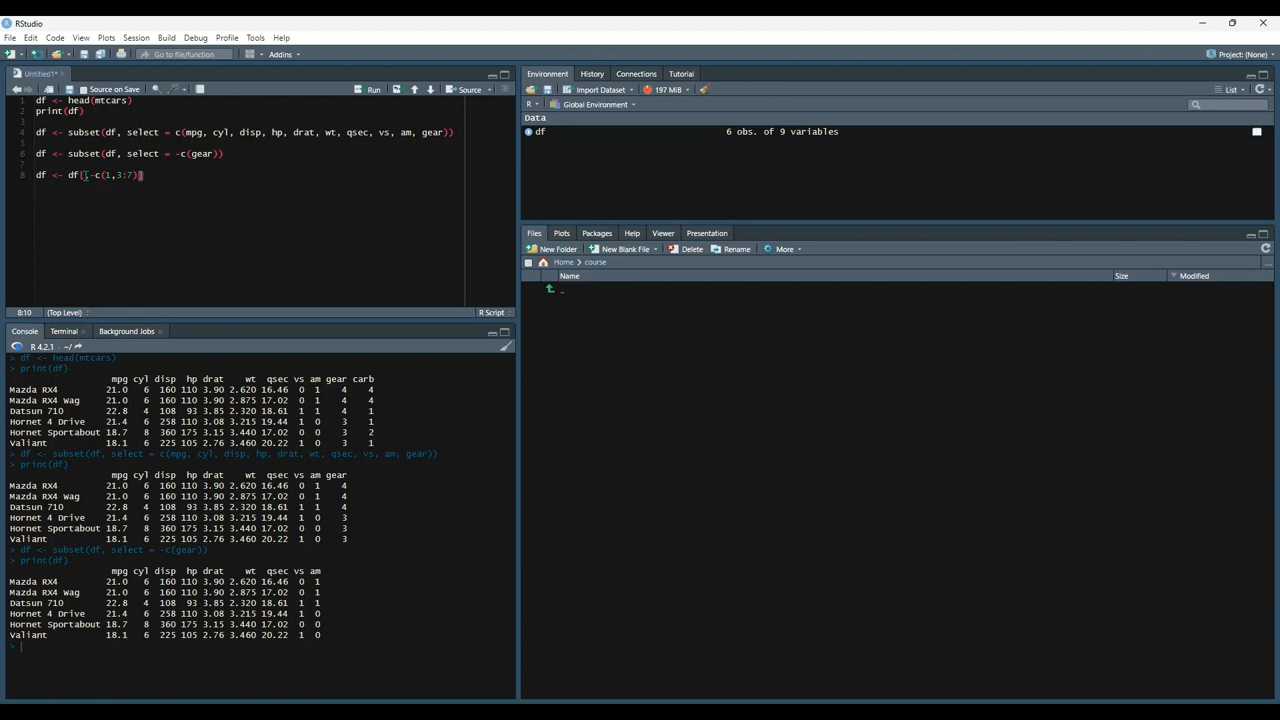 RStudio
File Edit Code View Plots Session Build Debug Profile Tools Help
Go to file/function Addins Project: (None)
Untitled1*
Source on Save Run Source
1 df <- head(mtcars)
2 print(df)
3
4 df <- subset(df, select = c(mpg, cyl, disp, hp, drat, wt, qsec, vs, am, gear))
5
6 df <- subset(df, select = -c(gear))
7
8 df <- df[ -c(1,3:7)]
8:10 (Top Level) R Script
Console Terminal Background Jobs
R 4.2.1 · ~/
> df <- head(mtcars)
> print(df)
mpg cyl disp hp drat wt qsec vs am gear carb
Mazda RX4 21.0 6 160 110 3.90 2.620 16.46 0 1 4 4
Mazda RX4 Wag 21.0 6 160 110 3.90 2.875 17.02 0 1 4 4
Datsun 710 22.8 4 108 93 3.85 2.320 18.61 1 1 4 1
Hornet 4 Drive 21.4 6 258 110 3.08 3.215 19.44 1 0 3 1
Hornet Sportabout 18.7 8 360 175 3.15 3.440 17.02 0 0 3 2
Valiant 18.1 6 225 105 2.76 3.460 20.22 1 0 3 1
> df <- subset(df, select = c(mpg, cyl, disp, hp, drat, wt, qsec, vs, am, gear))
> print(df)
mpg cyl disp hp drat wt qsec vs am gear
Mazda RX4 21.0 6 160 110 3.90 2.620 16.46 0 1 4
Mazda RX4 Wag 21.0 6 160 110 3.90 2.875 17.02 0 1 4
Datsun 710 22.8 4 108 93 3.85 2.320 18.61 1 1 4
Hornet 4 Drive 21.4 6 258 110 3.08 3.215 19.44 1 0 3
Hornet Sportabout 18.7 8 360 175 3.15 3.440 17.02 0 0 3
Valiant 18.1 6 225 105 2.76 3.460 20.22 1 0 3
> df <- subset(df, select = -c(gear))
> print(df)
mpg cyl disp hp drat wt qsec vs am
Mazda RX4 21.0 6 160 110 3.90 2.620 16.46 0 1
Mazda RX4 Wag 21.0 6 160 110 3.90 2.875 17.02 0 1
Datsun 710 22.8 4 108 93 3.85 2.320 18.61 1 1
Hornet 4 Drive 21.4 6 258 110 3.08 3.215 19.44 1 0
Hornet Sportabout 18.7 8 360 175 3.15 3.440 17.02 0 0
Valiant 18.1 6 225 105 2.76 3.460 20.22 1 0
>
Environment History Connections Tutorial
Import Dataset 197 MiB List
R Global Environment
Data
df 6 obs. of 9 variables
Files Plots Packages Help Viewer Presentation
New Folder New Blank File Delete Rename More
Home > course ...
Name Size Modified
..